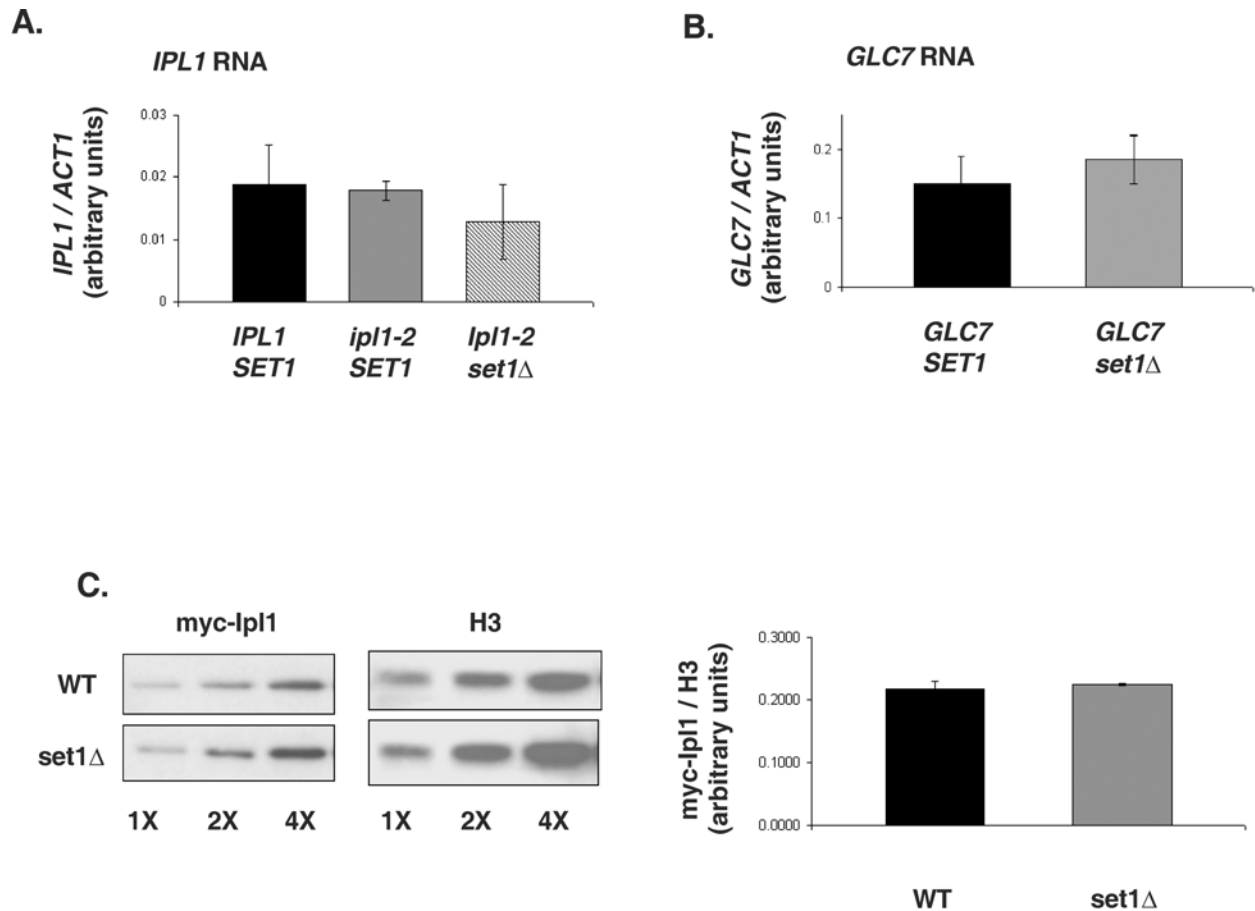 A.
IPL1 RNA
IPL1 / ACT1
(arbitrary units)
0.03
0.02
0.01
0
IPL1
SET1
ipl1-2
SET1
Ipl1-2
set1Δ
B.
GLC7 RNA
GLC7 / ACT1
(arbitrary units)
0.2
0.1
0
GLC7
SET1
GLC7
set1Δ
C.
myc-Ipl1
H3
WT
set1Δ
1X 2X 4X
1X 2X 4X
myc-Ipl1 / H3
(arbitrary units)
0.3000
0.2000
0.1000
0.0000
WT
set1Δ